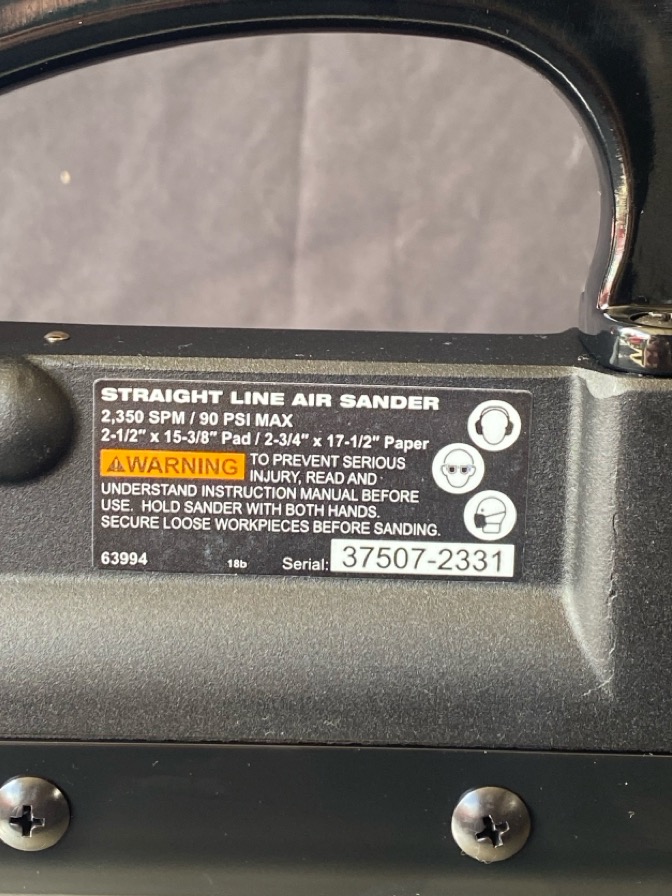 STRAIGHT LINE AIR SANDER
2,350 SPM / 90 PSI MAX
2-1/2" x 15-3/8" Pad / 2-3/4" x 17-1/2" Paper
⚠WARNING TO PREVENT SERIOUS
INJURY, READ AND
UNDERSTAND INSTRUCTION MANUAL BEFORE
USE. HOLD SANDER WITH BOTH HANDS.
SECURE LOOSE WORKPIECES BEFORE SANDING.
63994 18b Serial: 37507-2331